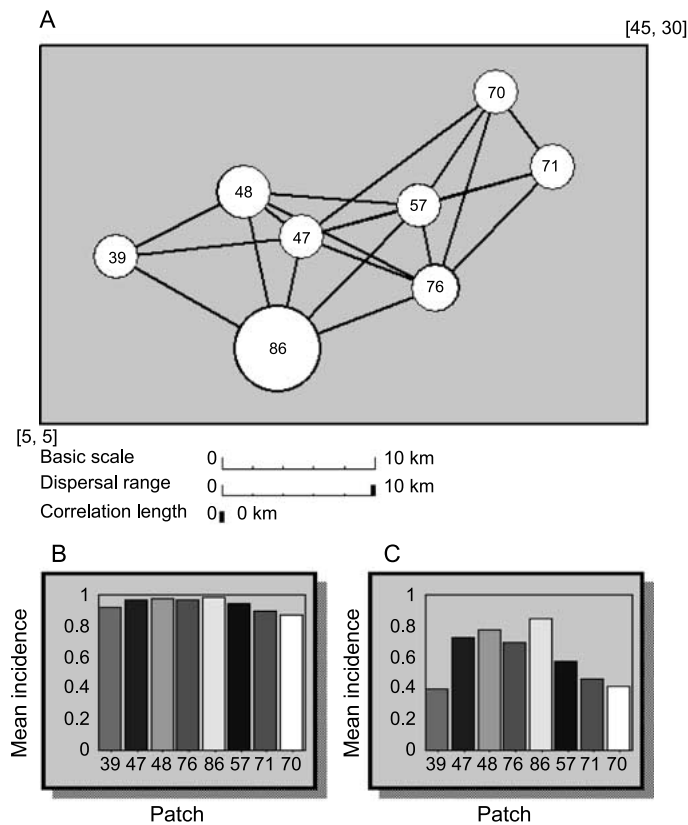 A
[45, 30]
70
71
48
57
47
39
76
86
[5, 5]
Basic scale 0 10 km
Dispersal range 0 10 km
Correlation length 0 0 km
B
Mean incidence
1
0.8
0.6
0.4
0.2
0
39 47 48 76 86 57 71 70
Patch
C
Mean incidence
1
0.8
0.6
0.4
0.2
0
39 47 48 76 86 57 71 70
Patch